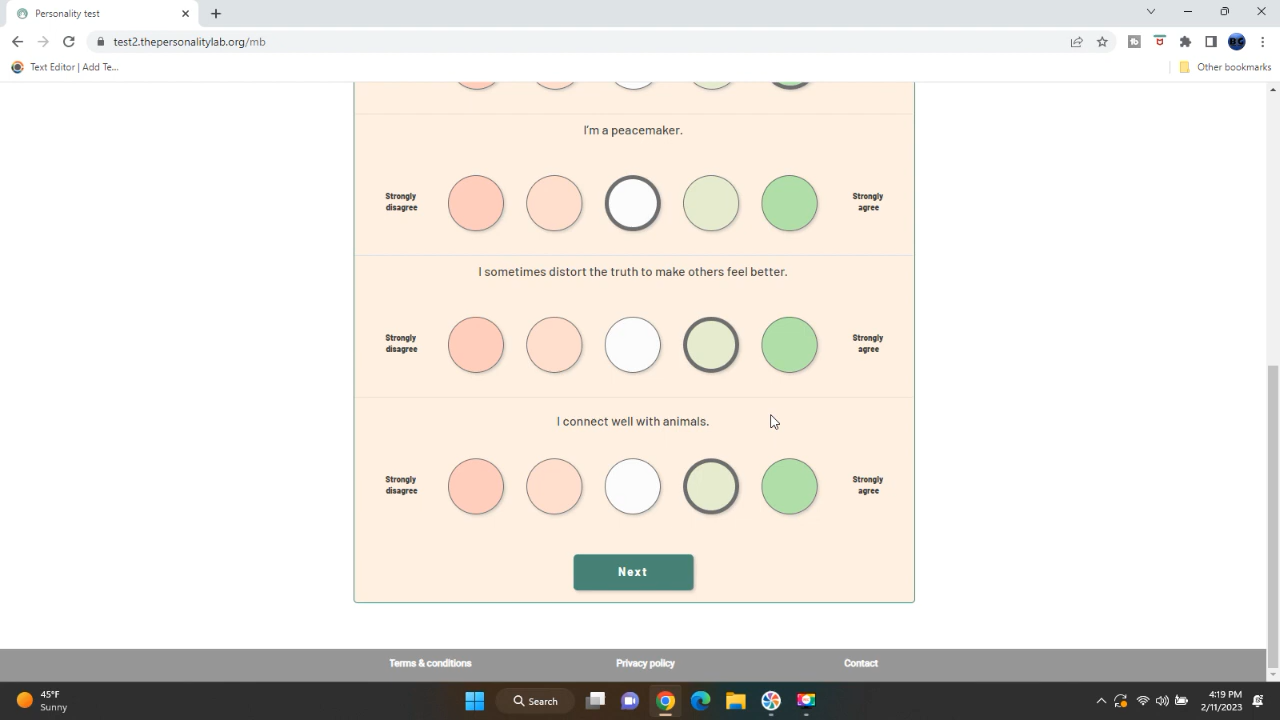 Personality test
test2.thepersonalitylab.org/mb
Text Editor | Add Te...
Other bookmarks
I'm a peacemaker.
Strongly
disagree
Strongly
agree
I sometimes distort the truth to make others feel better.
Strongly
disagree
Strongly
agree
I connect well with animals.
Strongly
disagree
Strongly
agree
Next
Terms & conditions
Privacy policy
Contact
45°F
Sunny
Search
4:19 PM
2/11/2023